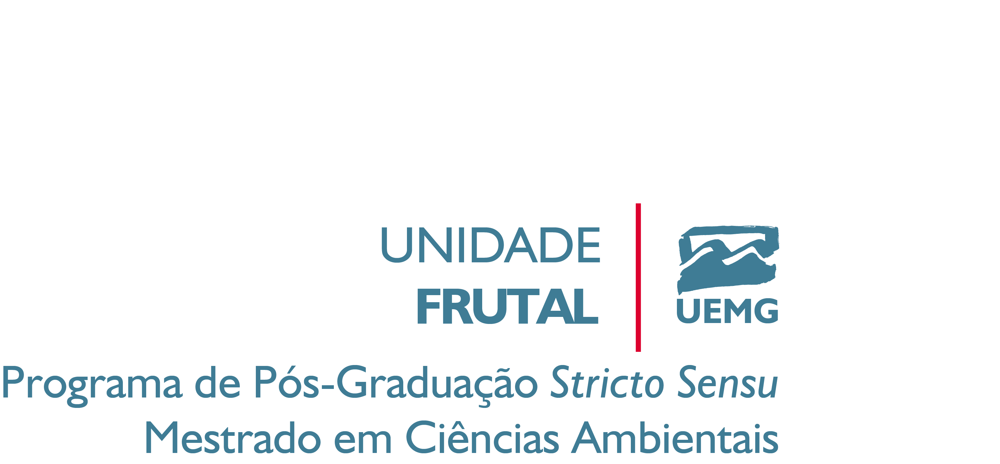 UNIDADE
FRUTAL
UEMG
Programa de Pós-Graduação Stricto Sensu
Mestrado em Ciências Ambientais